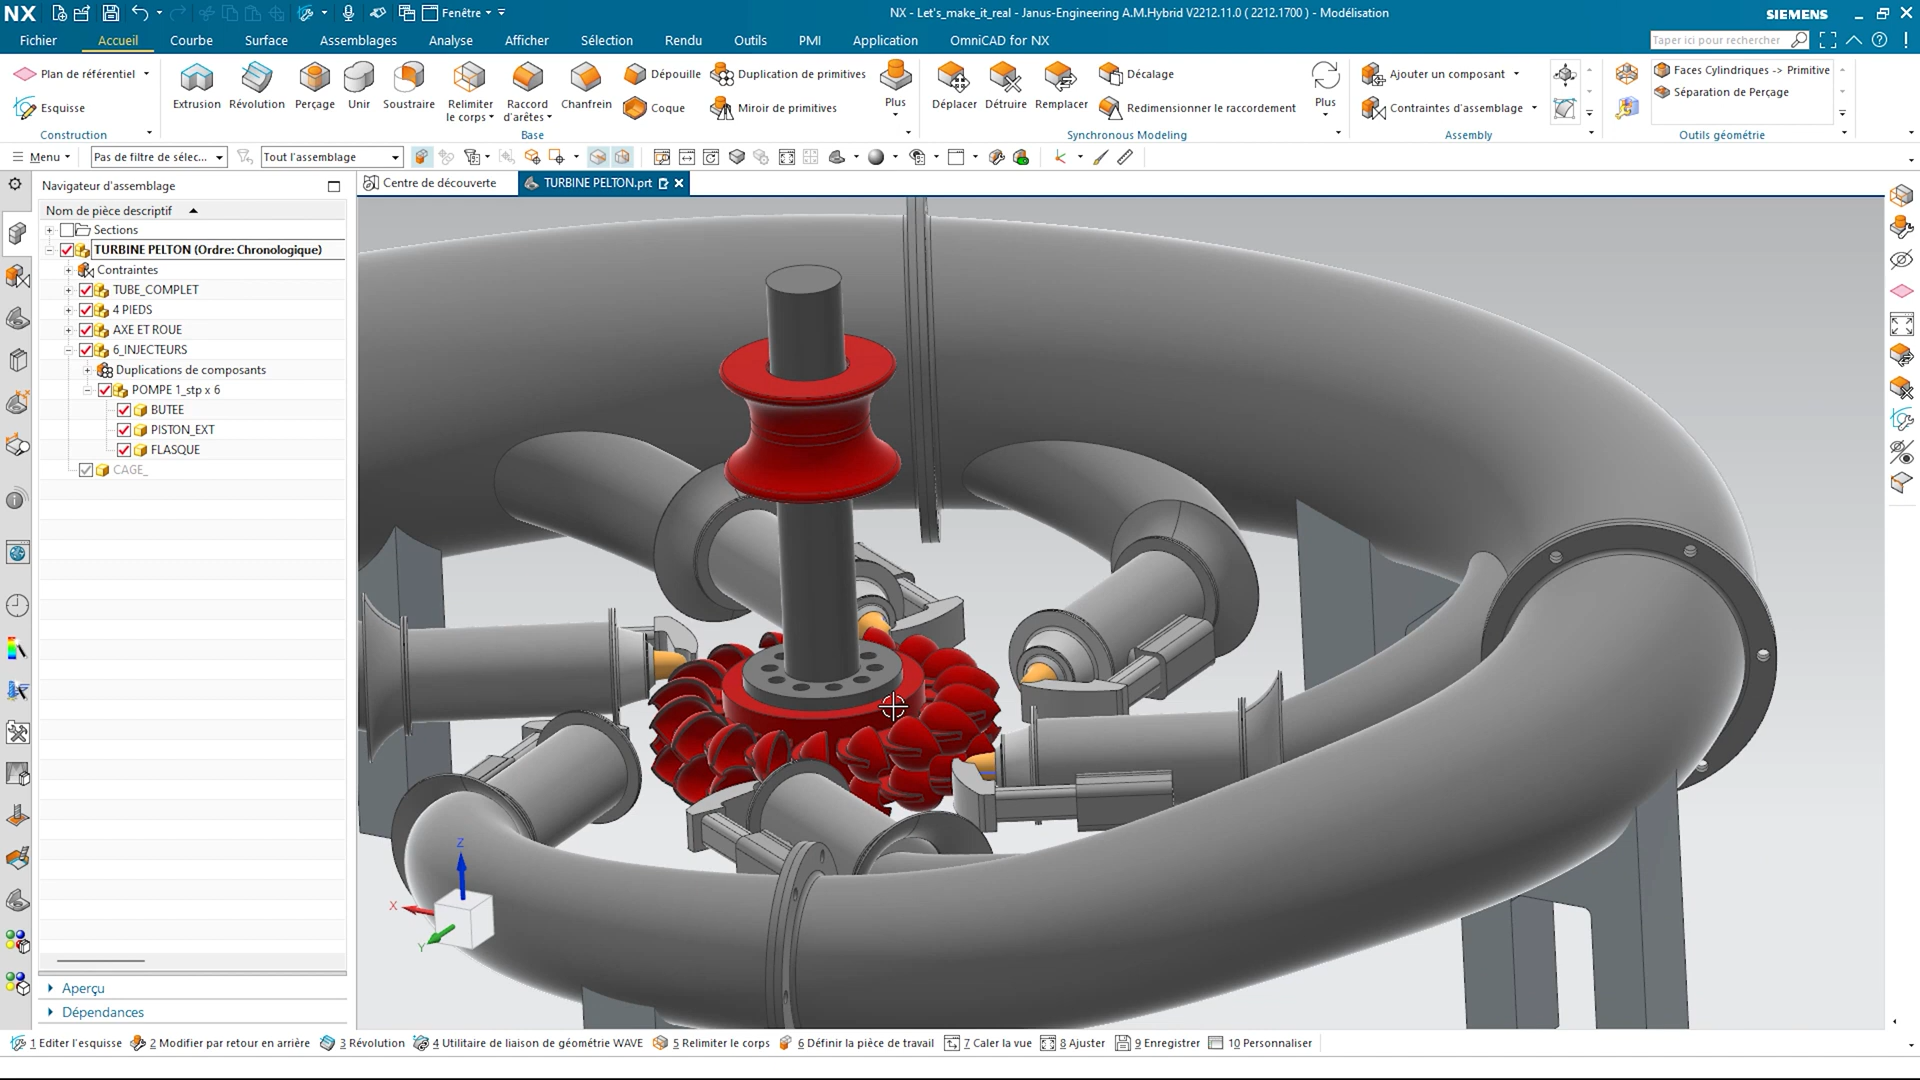 NX
Fenêtre
NX - Let's_make_it_real - Janus-Engineering A.M.Hybrid V2212.11.0 ( 2212.1700 ) - Modélisation
SIEMENS
Fichier Accueil Courbe Surface Assemblages Analyse Afficher Sélection Rendu Outils PMI Application OmniCAD for NX
Taper ici pour rechercher
Plan de référentiel
Esquisse
Construction
Extrusion
Révolution
Perçage
Unir
Soustraire
Relimiter
le corps
Raccord
d'arêtes
Chanfrein
Dépouille
Coque
Duplication de primitives
Miroir de primitives
Plus
Base
Déplacer
Détruire
Remplacer
Décalage
Redimensionner le raccordement
Plus
Synchronous Modeling
Ajouter un composant
Contraintes d'assemblage
Assembly
Faces Cylindriques -> Primitive
Séparation de Perçage
Outils géométrie
Menu
Pas de filtre de sélec...
Tout l'assemblage
Navigateur d'assemblage
Centre de découverte
TURBINE PELTON.prt
Nom de pièce descriptif
Sections
TURBINE PELTON (Ordre: Chronologique)
Contraintes
TUBE_COMPLET
4 PIEDS
AXE ET ROUE
6_INJECTEURS
Duplications de composants
POMPE 1_stp x 6
BUTEE
PISTON_EXT
FLASQUE
CAGE_
Z
X
Y
Aperçu
Dépendances
1 Editer l'esquisse
2 Modifier par retour en arrière
3 Révolution
4 Utilitaire de liaison de géométrie WAVE
5 Relimiter le corps
6 Définir la pièce de travail
7 Caler la vue
8 Ajuster
9 Enregistrer
10 Personnaliser